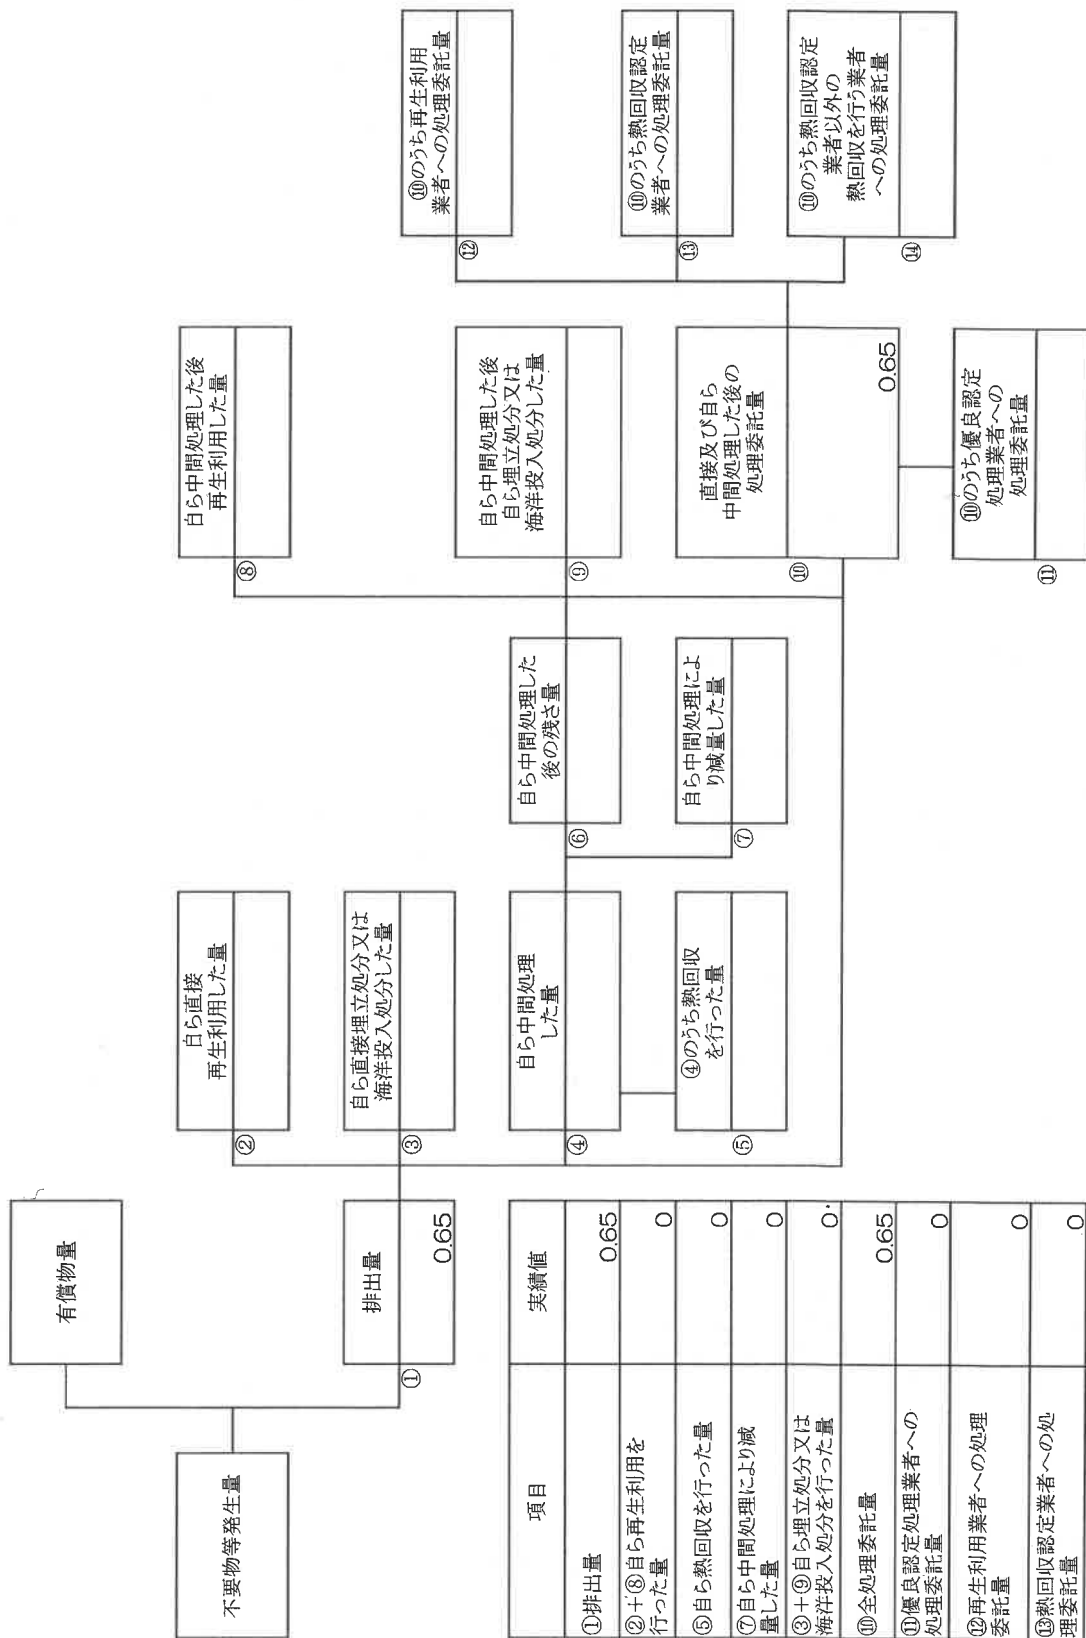 不要物等発生量
有償物量
①
排出量
0.65
②
自ら直接
再生利用した量
③
自ら直接埋立処分又は
海洋投入処分した量
④
自ら中間処理
した量
⑤
④のうち熱回収
を行った量
⑥
自ら中間処理した
後の残さ量
⑦
自ら中間処理によ
り減量した量
⑧
自ら中間処理した後
再生利用した量
⑨
自ら中間処理した後
自ら埋立処分又は
海洋投入処分した量
⑩
直接及び自ら
中間処理した後の
処理委託量
0.65
⑪
⑩のうち優良認定
処理業者への
処理委託量
⑫
⑩のうち再生利用
業者への処理委託量
⑬
⑩のうち熱回収認定
業者への処理委託量
⑭
⑩のうち熱回収認定
業者以外の
熱回収を行う業者
への処理委託量
項目 実績値
①排出量 0.65
②+⑧自ら再生利用を
行った量 0
⑤自ら熱回収を行った量 0
⑦自ら中間処理により減
量した量 0
③+⑨自ら埋立処分又は
海洋投入処分を行った量 0.
⑩全処理委託量 0.65
⑪優良認定処理業者への
処理委託量 0
⑫再生利用業者への処理
委託量 0
⑬熱回収認定業者への処
理委託量 0